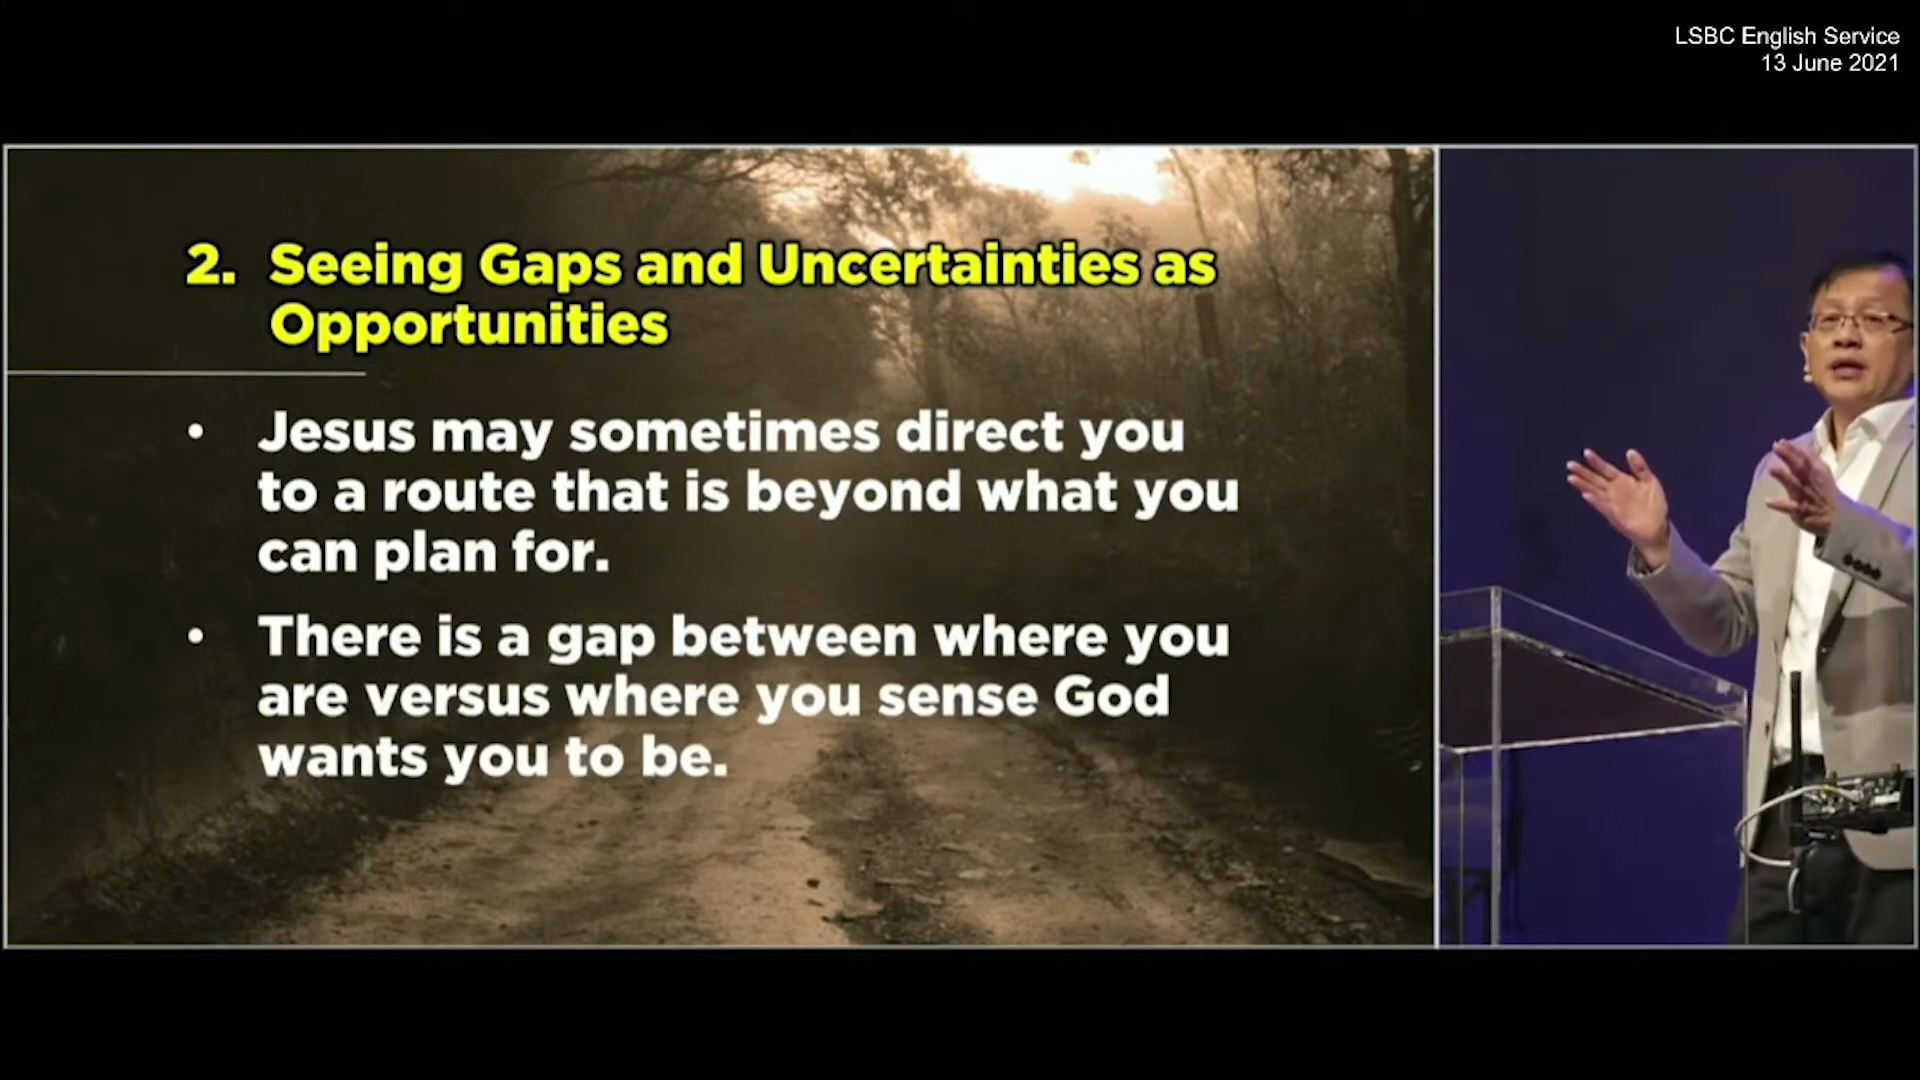 LSBC English Service
13 June 2021
2. Seeing Gaps and Uncertainties as
Opportunities
• Jesus may sometimes direct you
to a route that is beyond what you
can plan for.
• There is a gap between where you
are versus where you sense God
wants you to be.